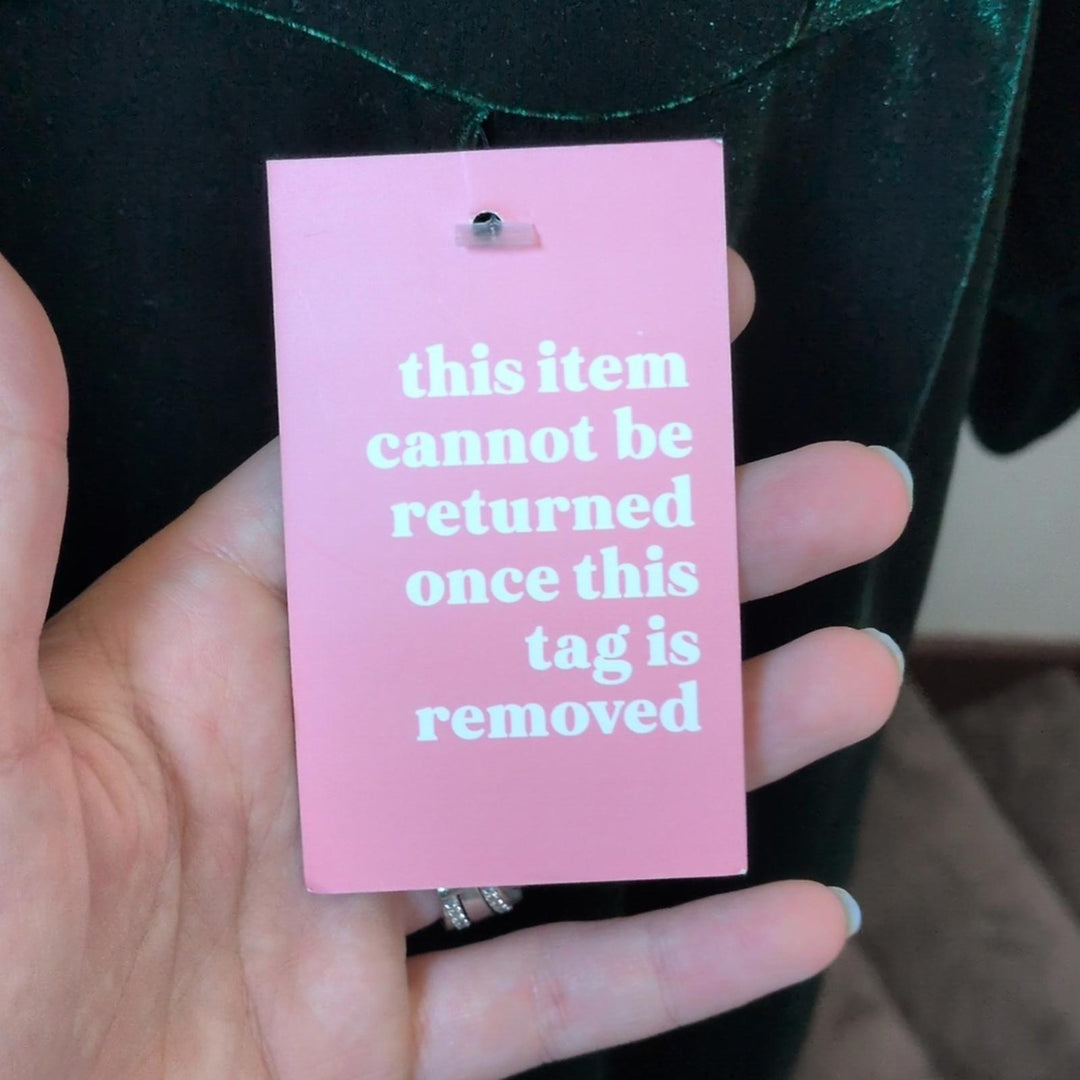 this item
cannot be
returned
once this
tag is
removed